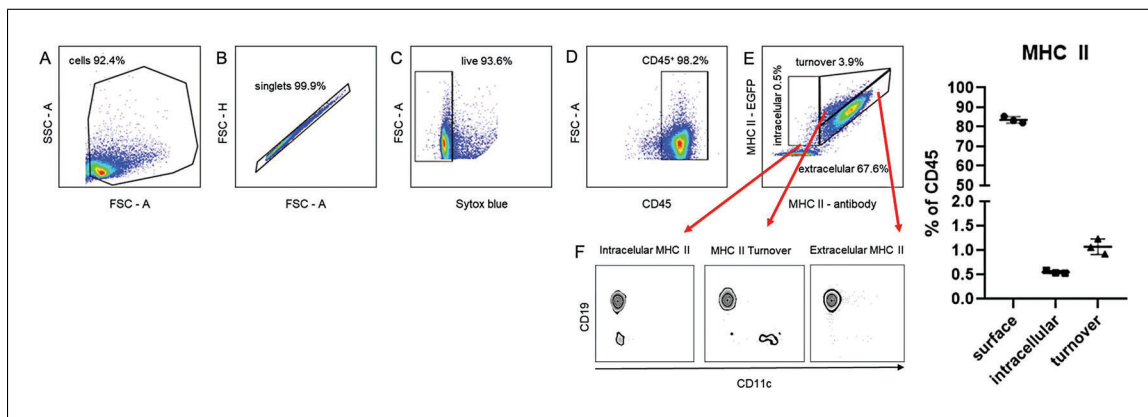 A
cells 92.4%
SSC - A
FSC - A
B
singlets 99.9%
FSC - H
FSC - A
C
live 93.6%
FSC - A
Sytox blue
D
CD45⁺ 98.2%
FSC - A
CD45
E
turnover 3.9%
intracelular 0.5%
extracelular 67.6%
MHC II - EGFP
MHC II - antibody
F
Intracelular MHC II
MHC II Turnover
Extracelular MHC II
CD19
CD11c
MHC II
% of CD45
100
90
80
70
60
50
2.0
1.5
1.0
0.5
0.0
surface
intracellular
turnover